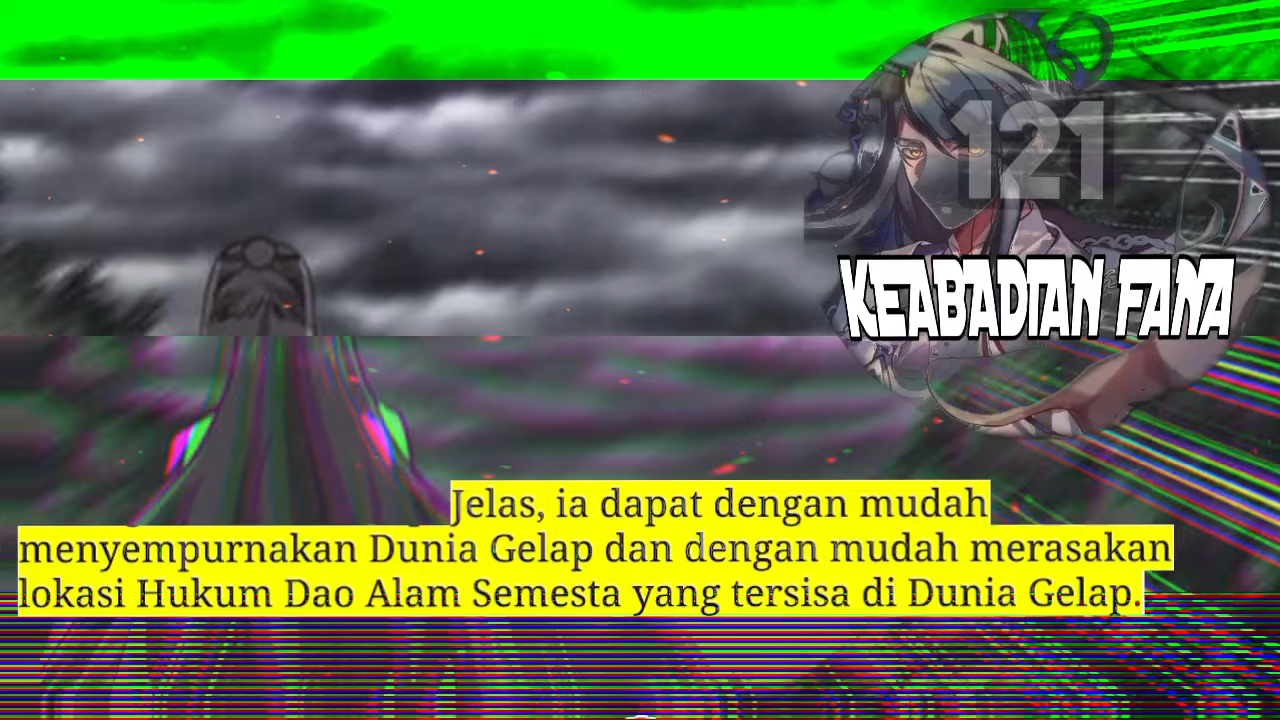 121
KEABADIAN FANA
Jelas, ia dapat dengan mudah
menyempurnakan Dunia Gelap dan dengan mudah merasakan
lokasi Hukum Dao Alam Semesta yang tersisa di Dunia Gelap.